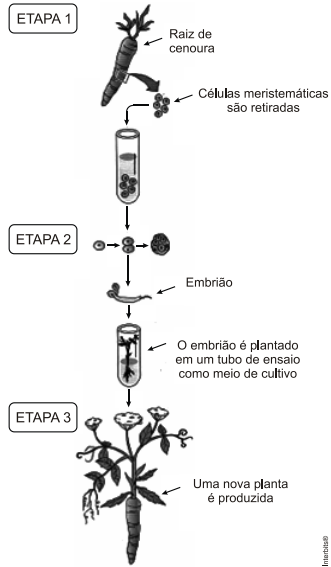 ETAPA 1
Raiz de
cenoura
Células meristemáticas
são retiradas
ETAPA 2
Embrião
O embrião é plantado
em um tubo de ensaio
como meio de cultivo
ETAPA 3
Uma nova planta
é produzida
Interbits®